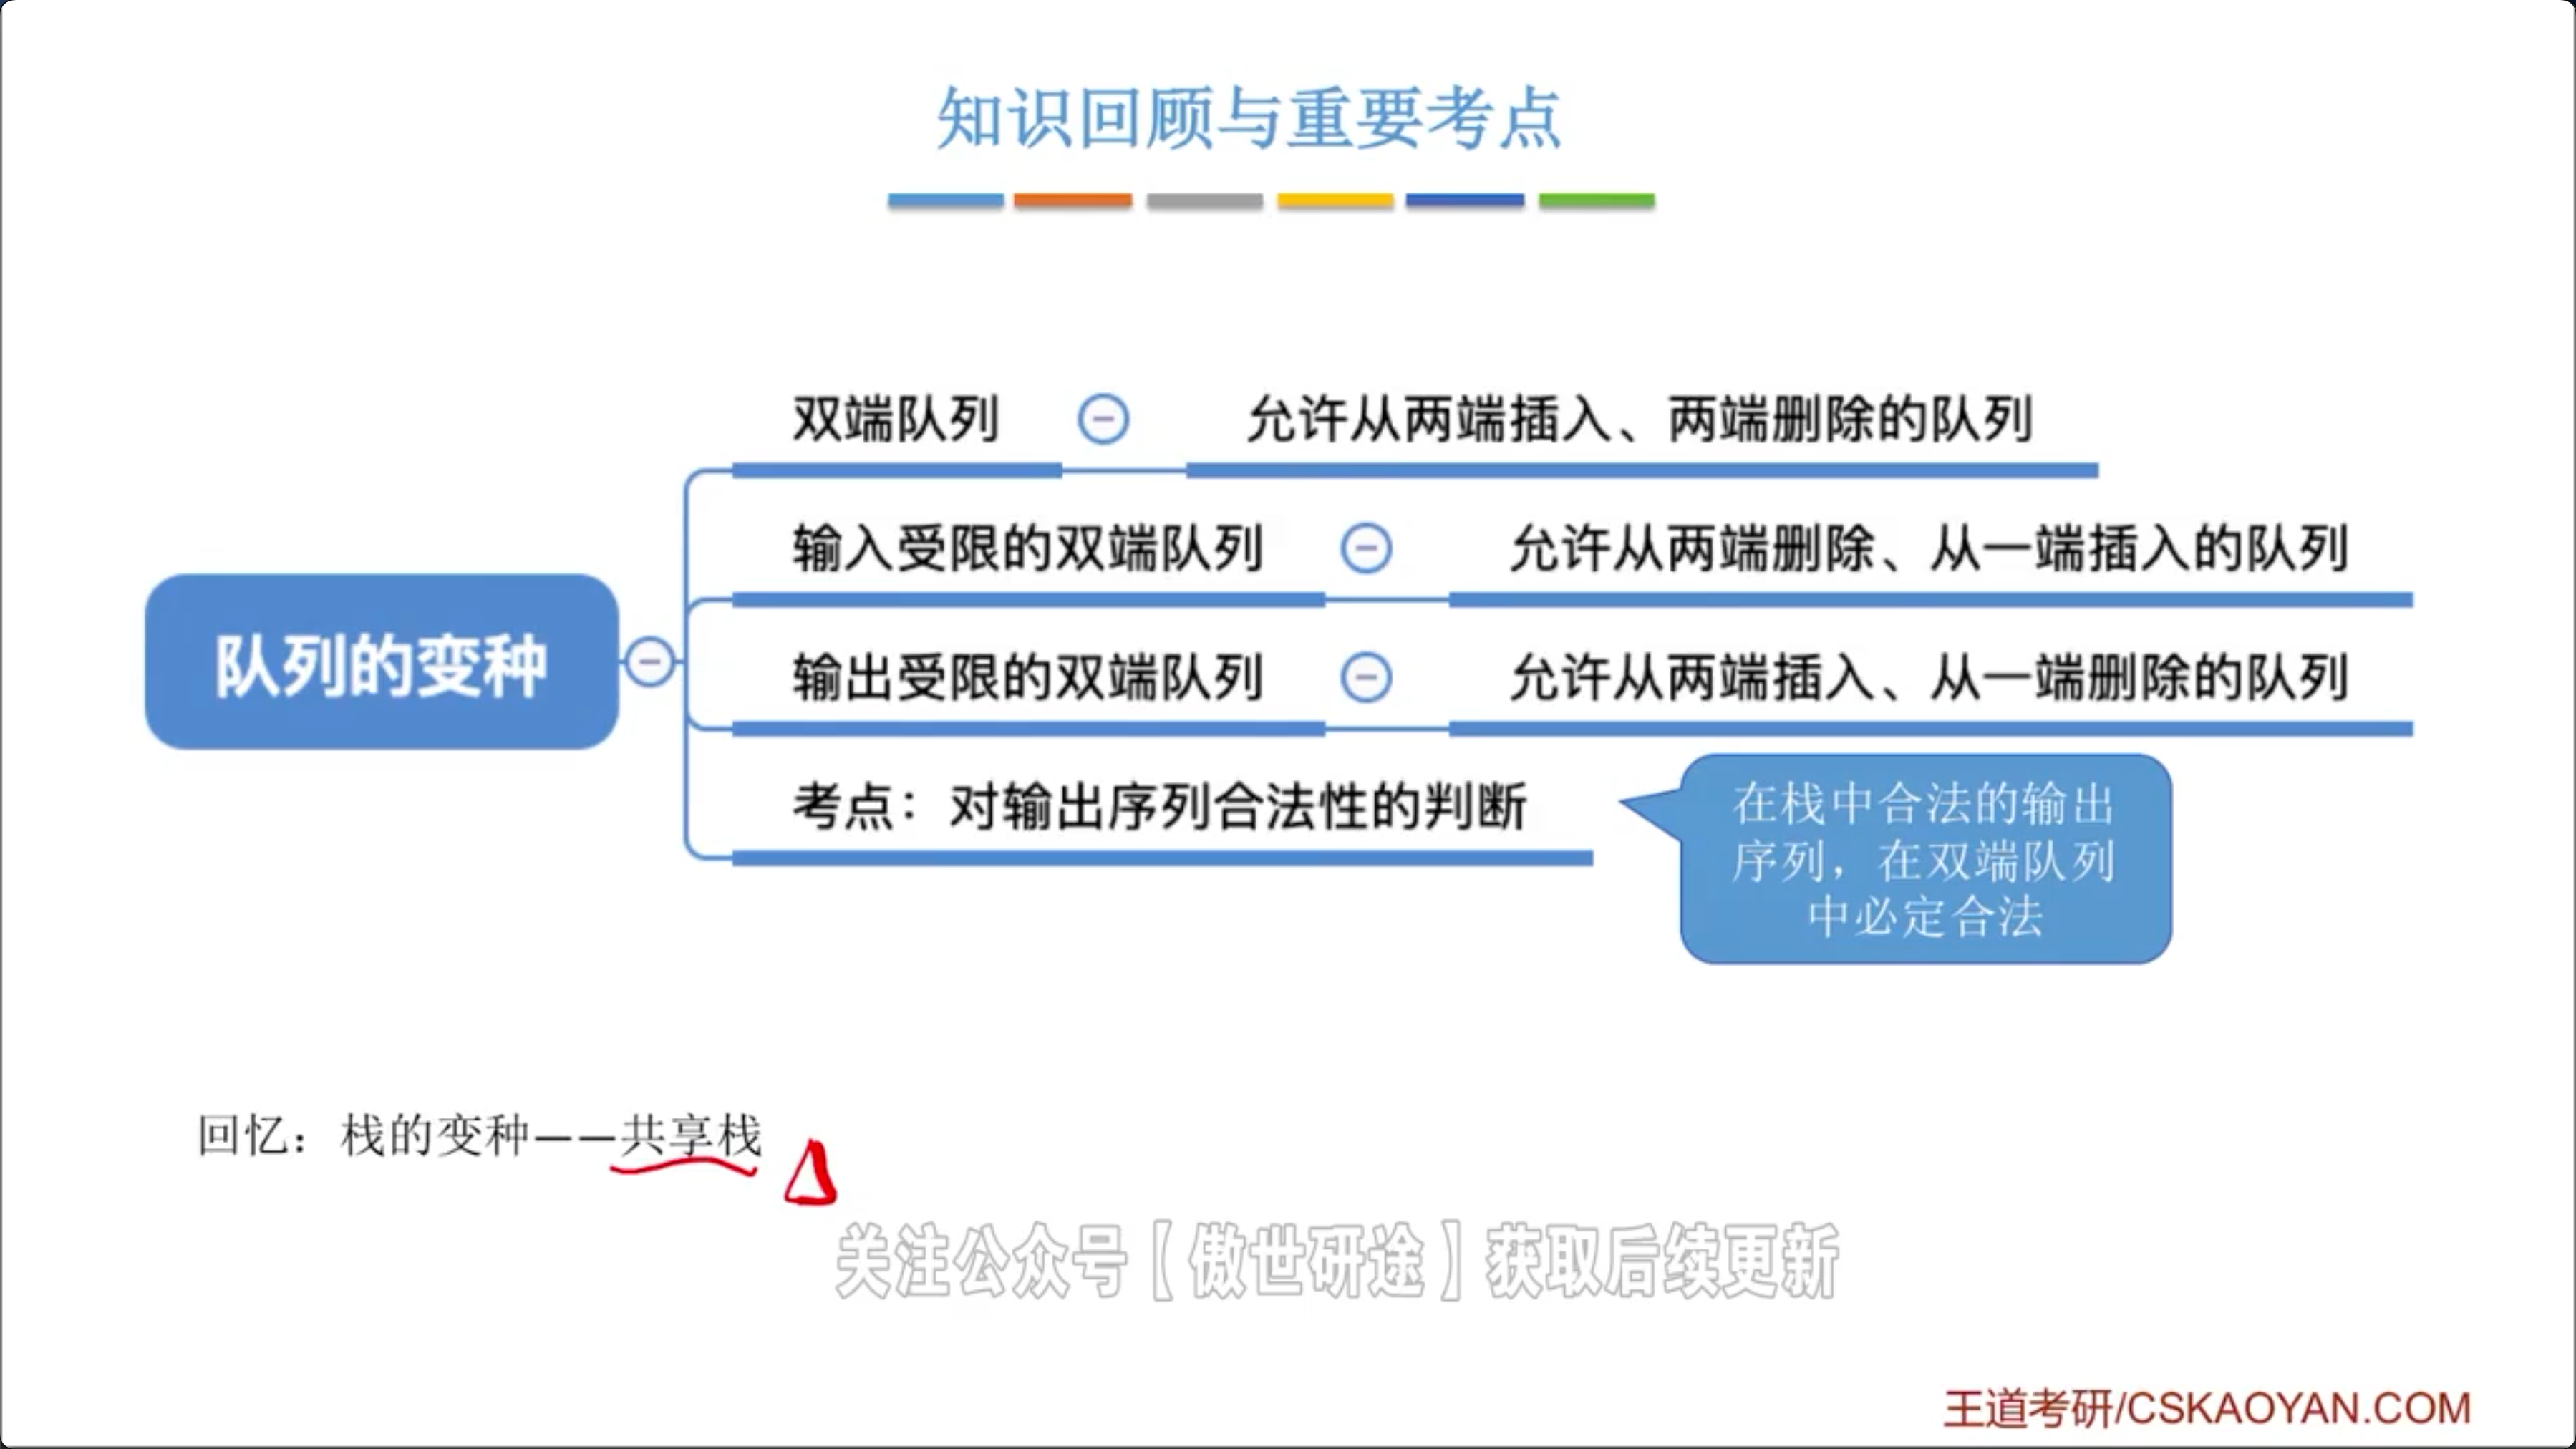 知识回顾与重要考点
双端队列
允许从两端插入、两端删除的队列
输入受限的双端队列
允许从两端删除、从一端插入的队列
队列的变种
输出受限的双端队列
允许从两端插入、从一端删除的队列
考点：对输出序列合法性的判断
在栈中合法的输出
序列，在双端队列
中必定合法
回忆：栈的变种——共享栈
关注公众号【傲世研途】获取后续更新
王道考研/CSKAOYAN.COM